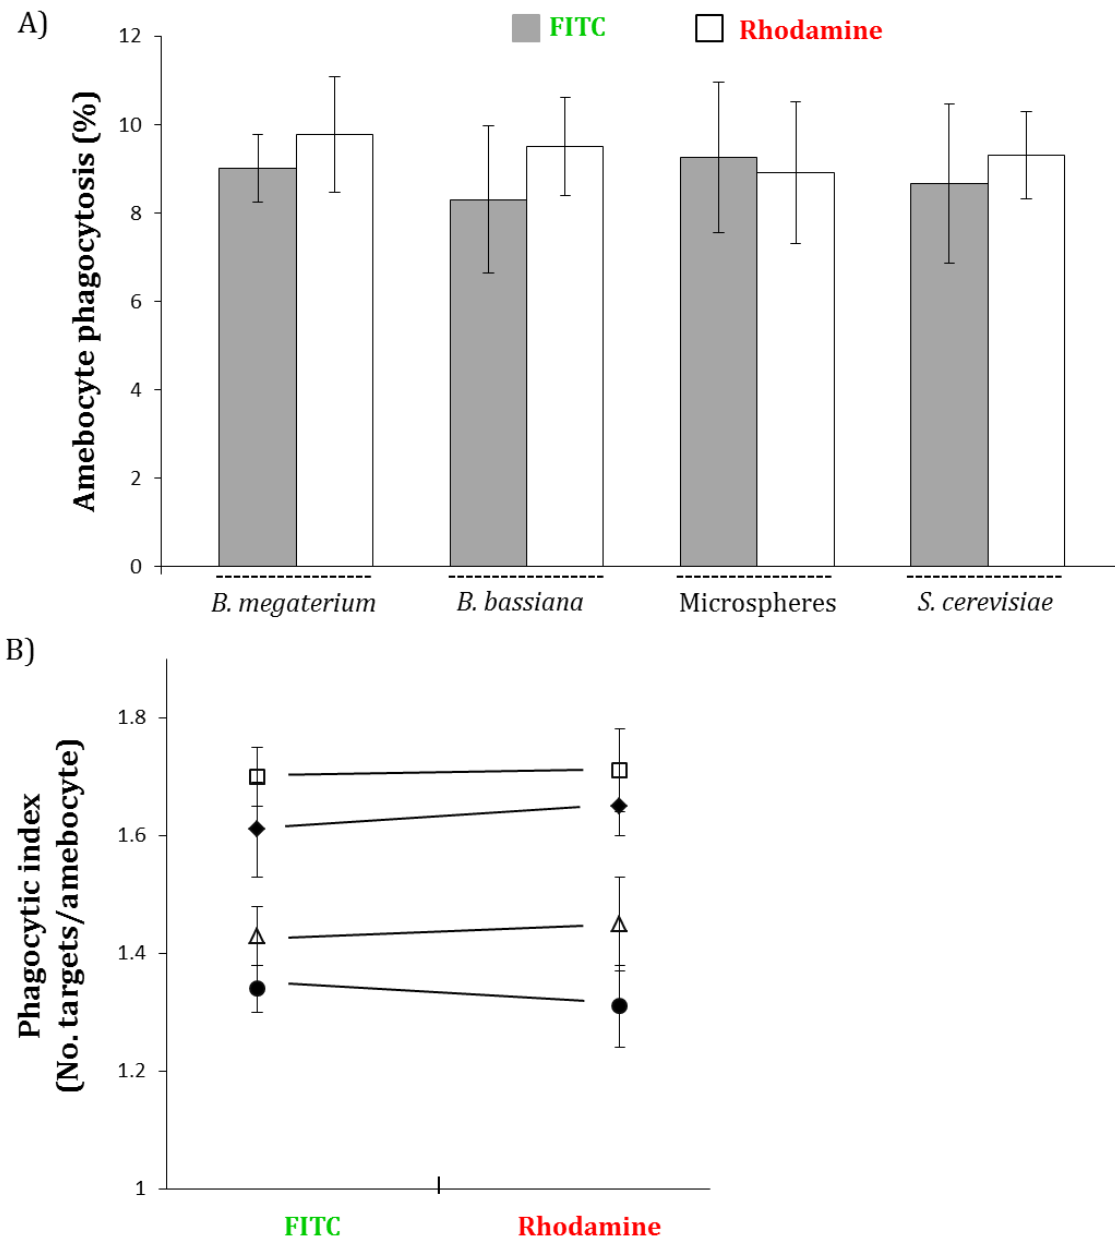 A)
FITC
Rhodamine
Amebocyte phagocytosis (%)
12
10
8
6
4
2
0
B. megaterium
B. bassiana
Microspheres
S. cerevisiae
B)
Phagocytic index
(No. targets/amebocyte)
1.8
1.6
1.4
1.2
1
FITC
Rhodamine